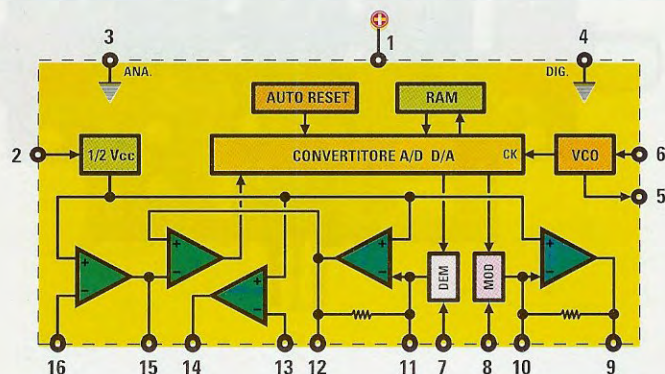 3 1 4
ANA. DIG.
AUTO RESET RAM
2 1/2 Vcc CONVERTITORE A/D D/A CK VCO 6
5
+ + + +
- - - -
DEM MOD
16 15 14 13 12 11 7 8 10 9